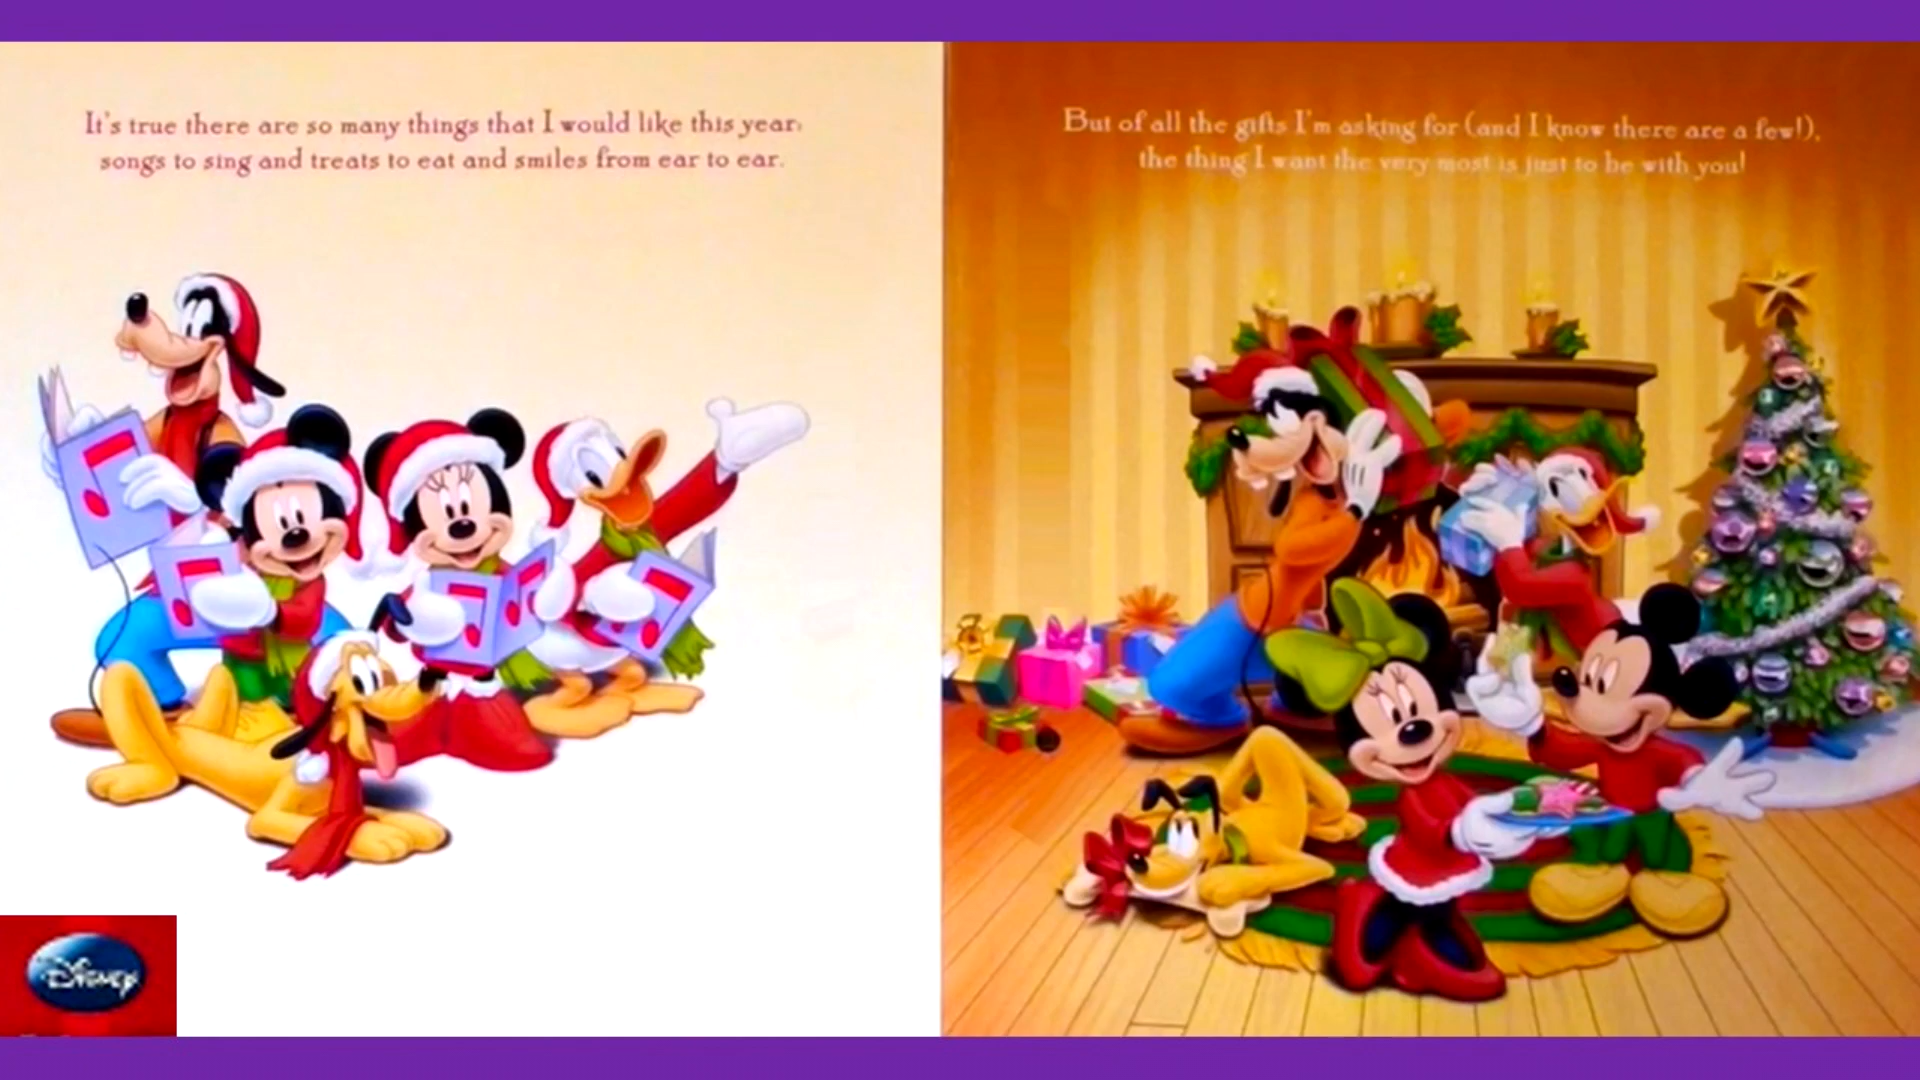 It's true there are so many things that I would like this year:
songs to sing and treats to eat and smiles from ear to ear.
But of all the gifts I'm asking for (and I know there are a few!),
the thing I want the very most is just to be with you!
Disney